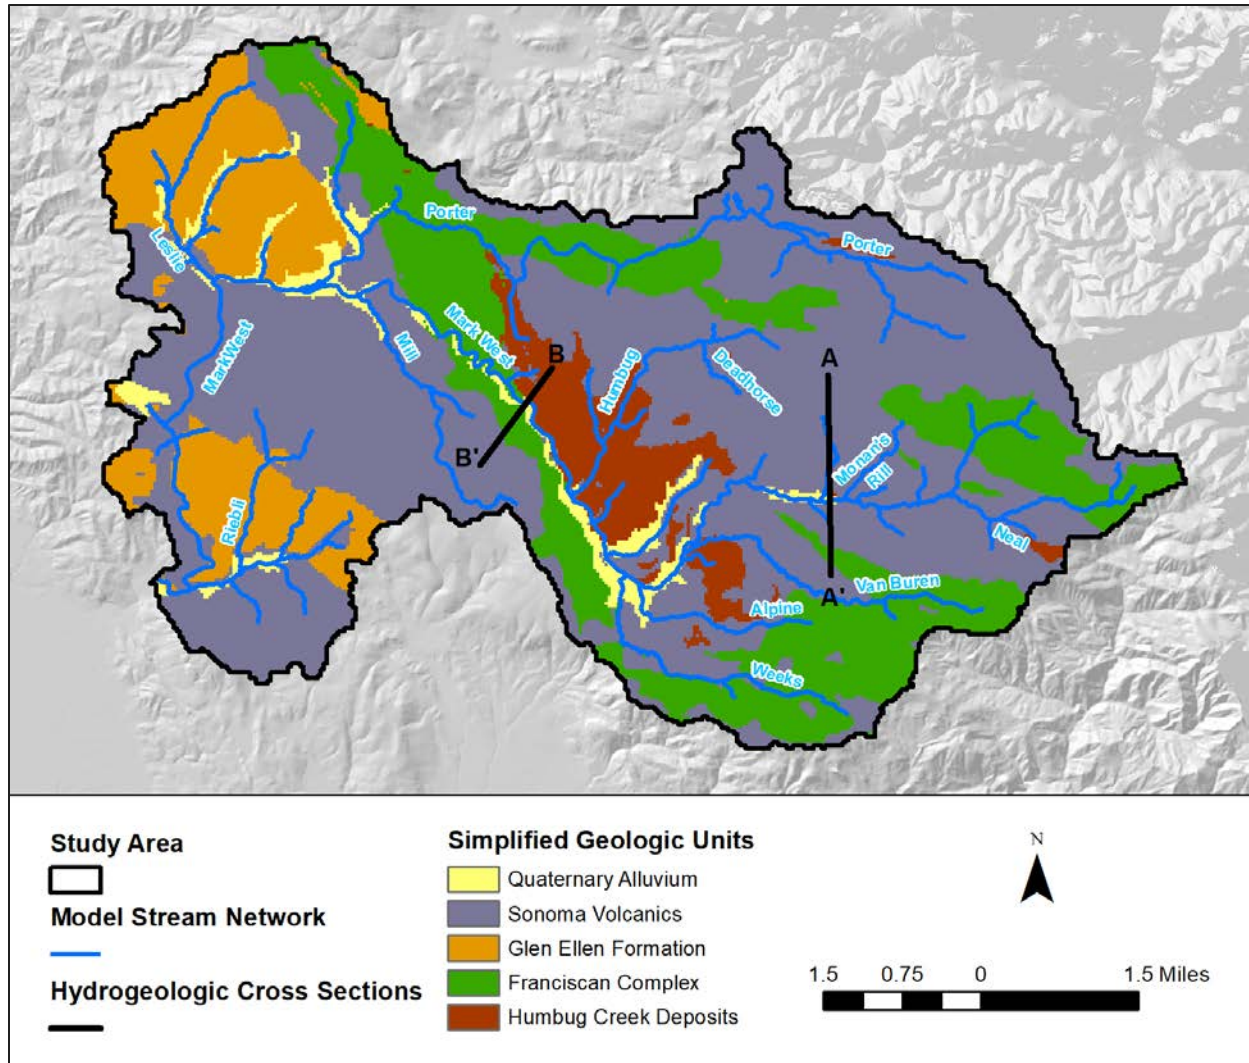 Porter
Porter
Leslie
MarkWest
Mill
Mark West
B
B'
Humbug
Deadhorse
A
A'
Monan's
Rill
Riebli
Neal
Van Buren
Alpine
Weeks
Study Area
Model Stream Network
Hydrogeologic Cross Sections
Simplified Geologic Units
Quaternary Alluvium
Sonoma Volcanics
Glen Ellen Formation
Franciscan Complex
Humbug Creek Deposits
N
1.5 0.75 0 1.5 Miles